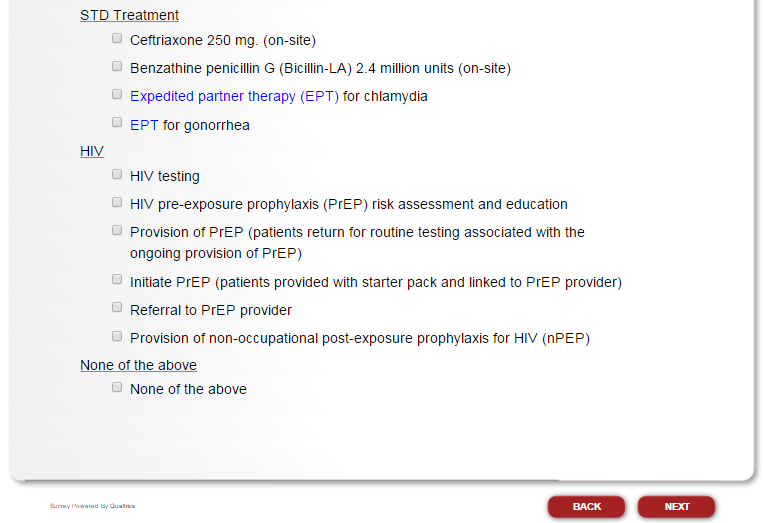 STD Treatment
Ceftriaxone 250 mg. (on-site)
Benzathine penicillin G (Bicillin-LA) 2.4 million units (on-site)
Expedited partner therapy (EPT) for chlamydia
EPT for gonorrhea
HIV
HIV testing
HIV pre-exposure prophylaxis (PrEP) risk assessment and education
Provision of PrEP (patients return for routine testing associated with the
ongoing provision of PrEP)
Initiate PrEP (patients provided with starter pack and linked to PrEP provider)
Referral to PrEP provider
Provision of non-occupational post-exposure prophylaxis for HIV (nPEP)
None of the above
None of the above
Survey Powered By Qualtrics
BACK
NEXT